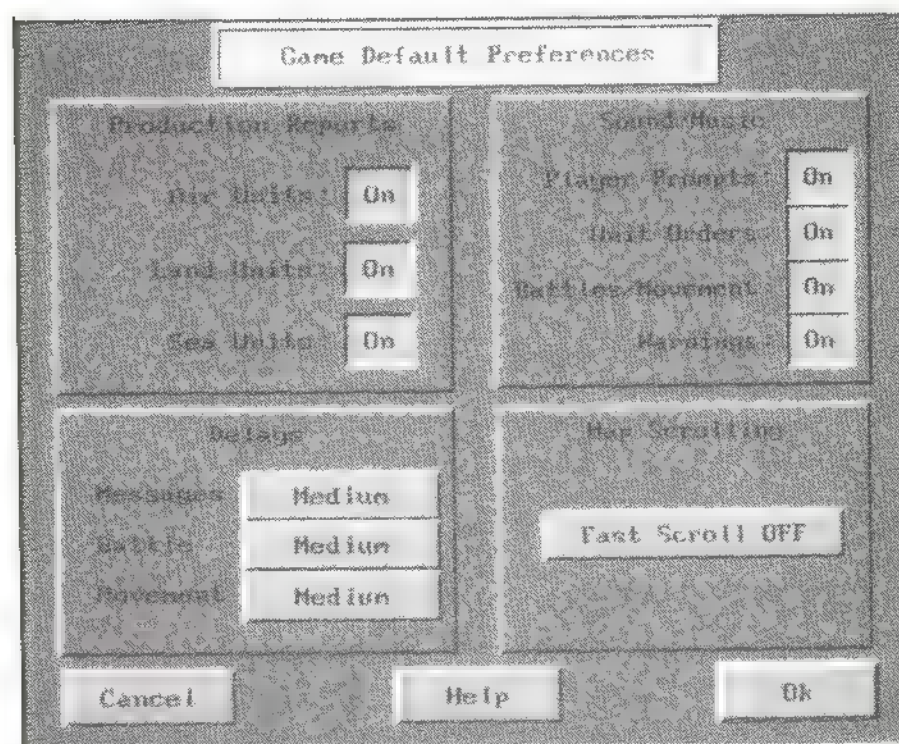 Game Default Preferences
Production Reports
Air Units: On
Land Units: On
Sea Units: On
Sound/Music
Player Prompts: On
Unit Orders: On
Battles/Movement: On
Warnings: On
Delays
Messages Medium
Battle Medium
Movement Medium
Map Scrolling
Fast Scroll OFF
Cancel
Help
Ok